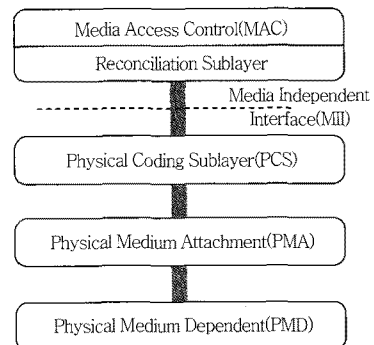 Media Access Control(MAC)
Reconciliation Sublayer
Media Independent
Interface(MII)
Physical Coding Sublayer(PCS)
Physical Medium Attachment(PMA)
Physical Medium Dependent(PMD)